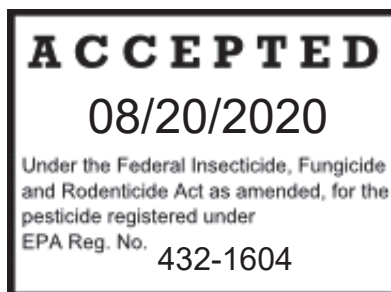 ACCEPTED
08/20/2020
Under the Federal Insecticide, Fungicide
and Rodenticide Act as amended, for the
pesticide registered under
EPA Reg. No. 432-1604